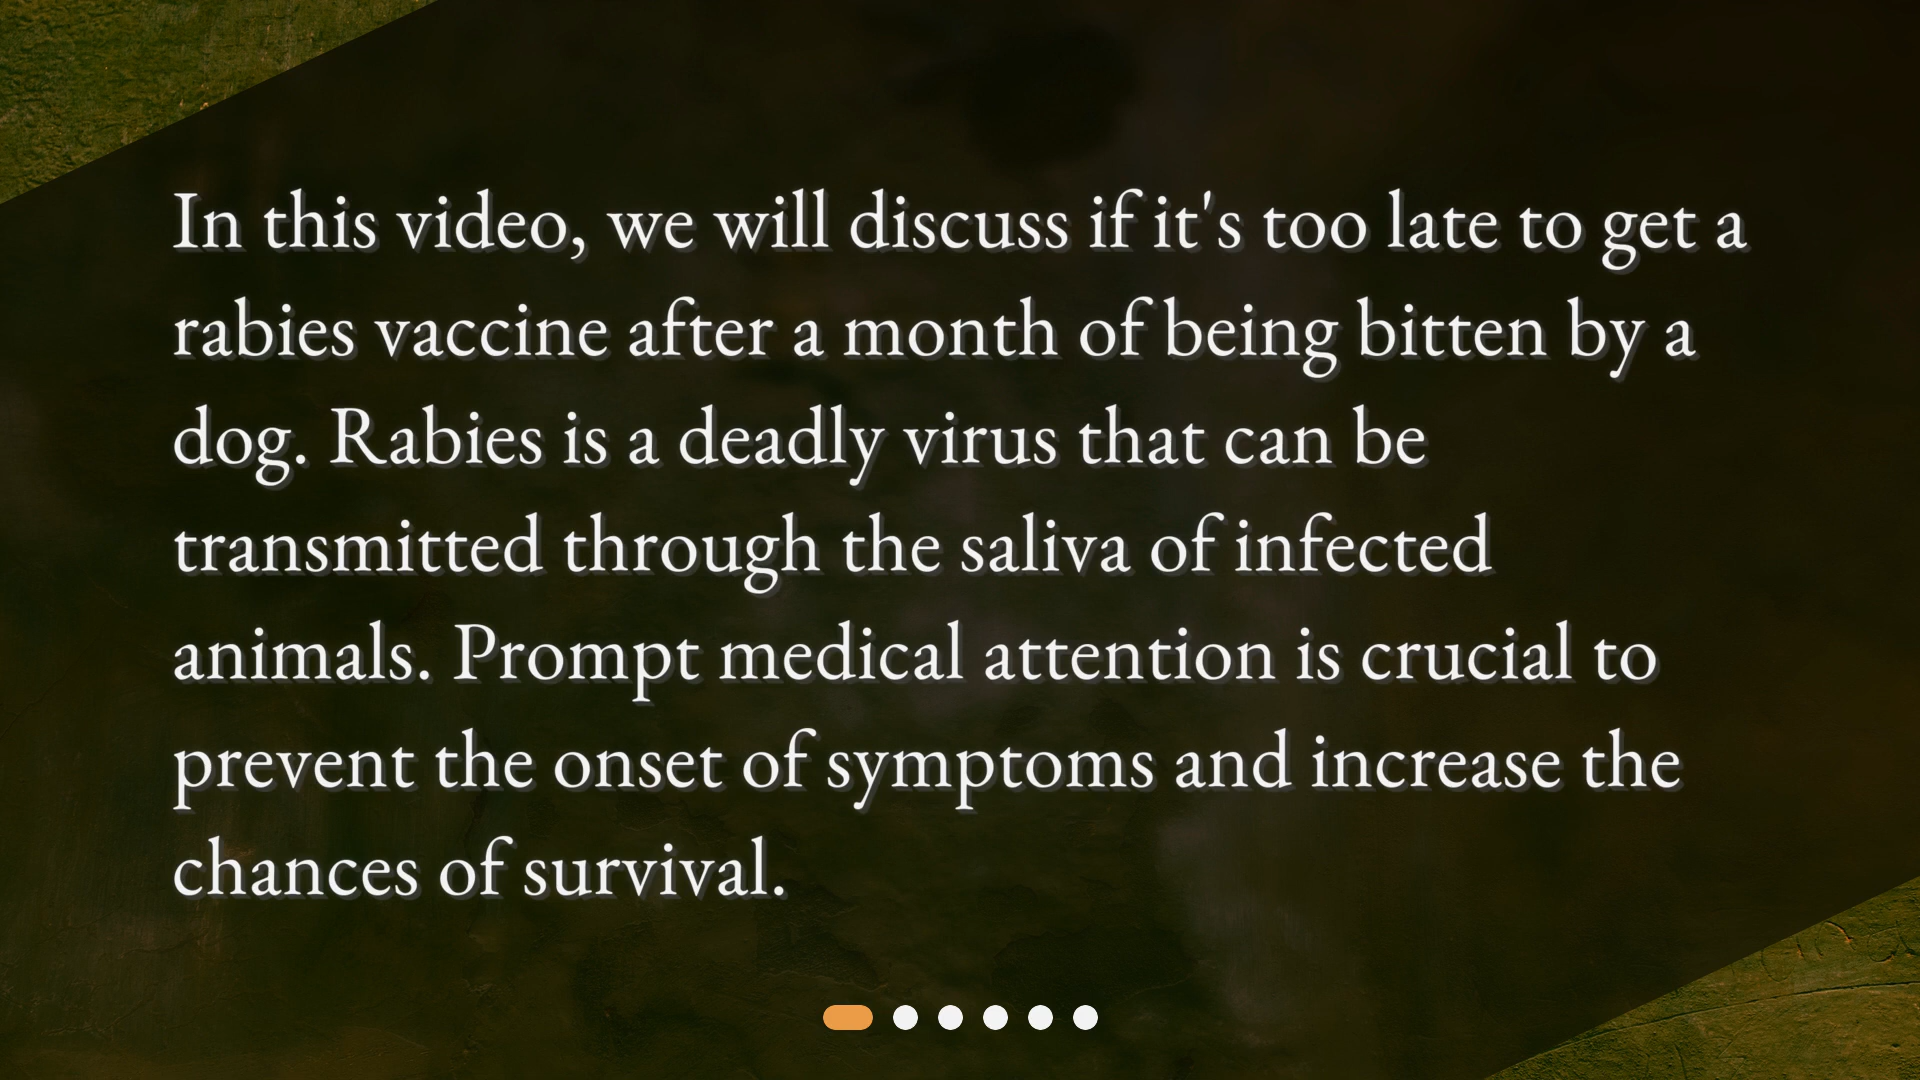 In this video, we will discuss if it's too late to get a
rabies vaccine after a month of being bitten by a
dog. Rabies is a deadly virus that can be
transmitted through the saliva of infected
animals. Prompt medical attention is crucial to
prevent the onset of symptoms and increase the
chances of survival.